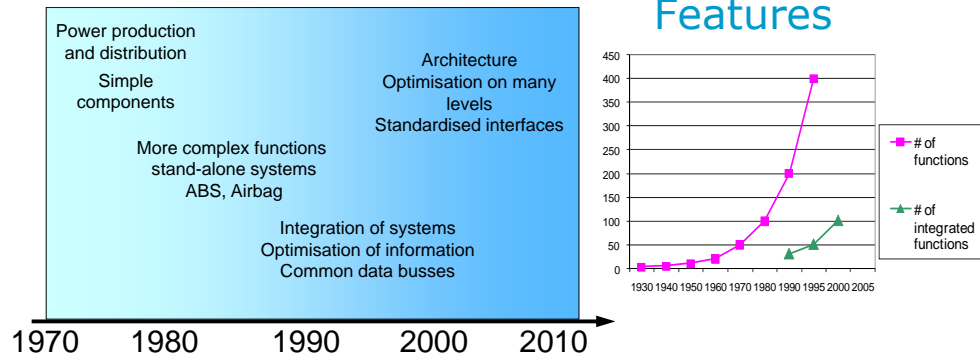 Features
Power production
and distribution
Simple
components
More complex functions
stand-alone systems
ABS, Airbag
Integration of systems
Optimisation of information
Common data busses
Architecture
Optimisation on many
levels
Standardised interfaces
1970 1980 1990 2000 2010
450
400
350
300
250
200
150
100
50
0
1930 1940 1950 1960 1970 1980 1990 1995 2000 2005
# of
functions
# of
integrated
functions